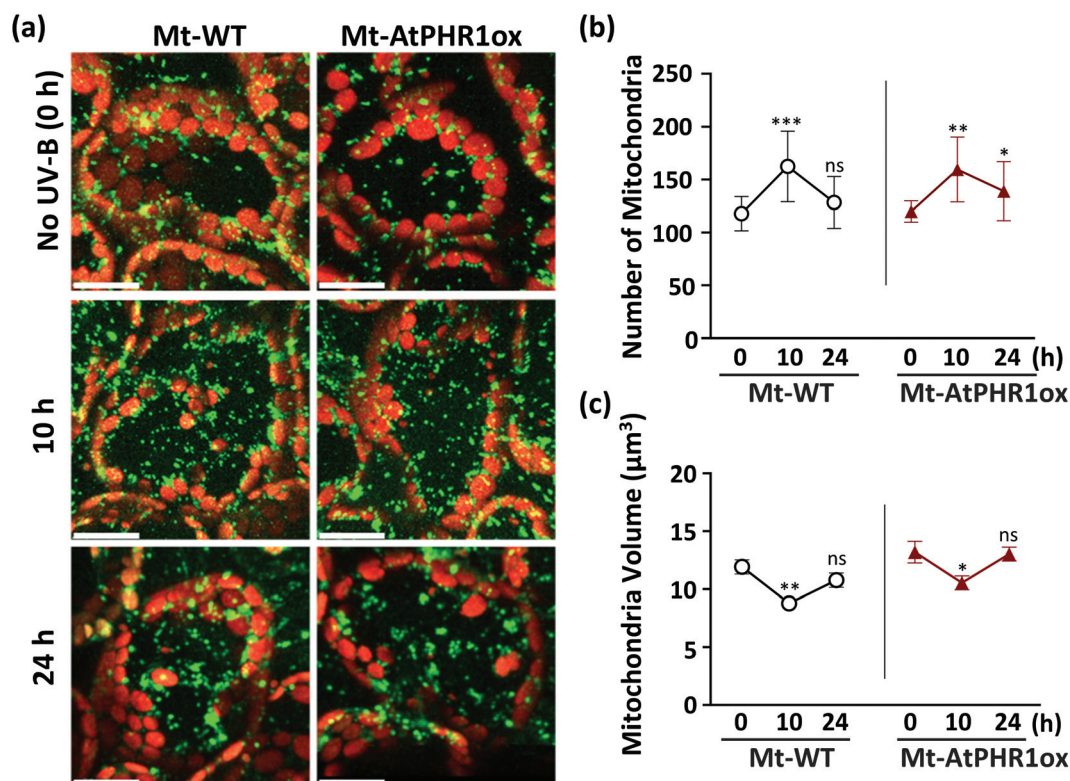 (a)
Mt-WT
Mt-AtPHR1ox
No UV-B (0 h)
10 h
24 h
(b)
Number of Mitochondria
250
200
150
100
50
0
***
ns
**
*
0 10 24 0 10 24 (h)
Mt-WT Mt-AtPHR1ox
(c)
Mitochondria Volume (μm³)
20
15
10
5
0
**
ns
*
ns
0 10 24 0 10 24 (h)
Mt-WT Mt-AtPHR1ox